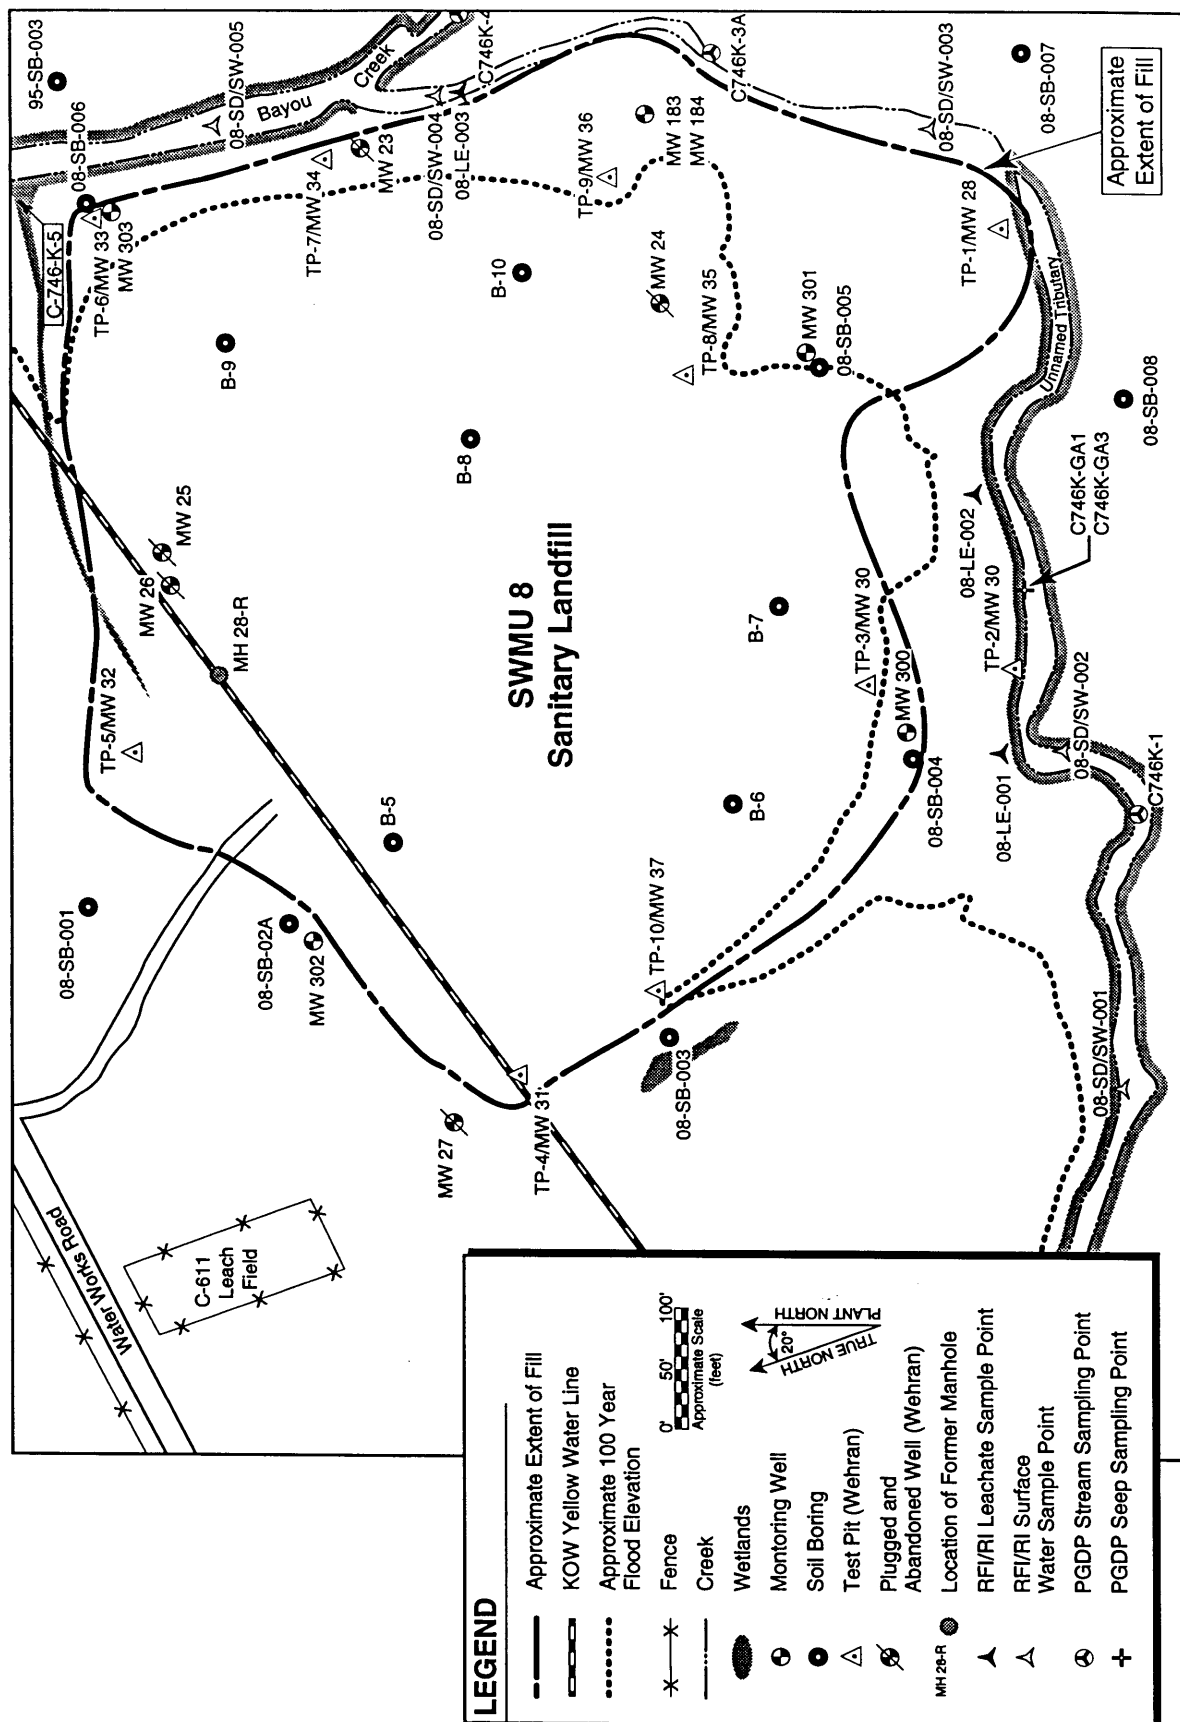 Water Works Road
C-611
Leach
Field
08-SB-001
08-SB-02A
MW 302
MW 27
TP-4/MW 31
08-SB-003
TP-10/MW 37
08-SD/SW-001
TP-5/MW 32
MH 28-R
MW 26
MW 25
B-5
B-6
B-7
B-8
B-9
B-10
SWMU 8
Sanitary Landfill
TP-3/MW 30
MW 300
08-SB-004
08-LE-001
08-SD/SW-002
C746K-1
TP-2/MW 30
08-LE-002
C746K-GA1
C746K-GA3
08-SB-008
Unnamed Tributary
C-746-K-5
TP-6/MW 33
MW 303
08-SB-006
95-SB-003
08-SD/SW-005
Bayou
Creek
TP-7/MW 34
MW 23
08-SD/SW-004
08-LE-003
C746K-4
TP-9/MW 36
MW 183
MW 184
MW 24
TP-8/MW 35
MW 301
08-SB-005
C746K-3A
TP-1/MW 28
08-SD/SW-003
08-SB-007
Approximate
Extent of Fill
LEGEND
Approximate Extent of Fill
KOW Yellow Water Line
Approximate 100 Year
Flood Elevation
Fence
Creek
Wetlands
Montoring Well
Soil Boring
Test Pit (Wehran)
Plugged and
Abandoned Well (Wehran)
MH 28-R
Location of Former Manhole
RFI/RI Leachate Sample Point
RFI/RI Surface
Water Sample Point
PGDP Stream Sampling Point
PGDP Seep Sampling Point
0' 50' 100'
Approximate Scale
(feet)
TRUE NORTH
20°
PLANT NORTH